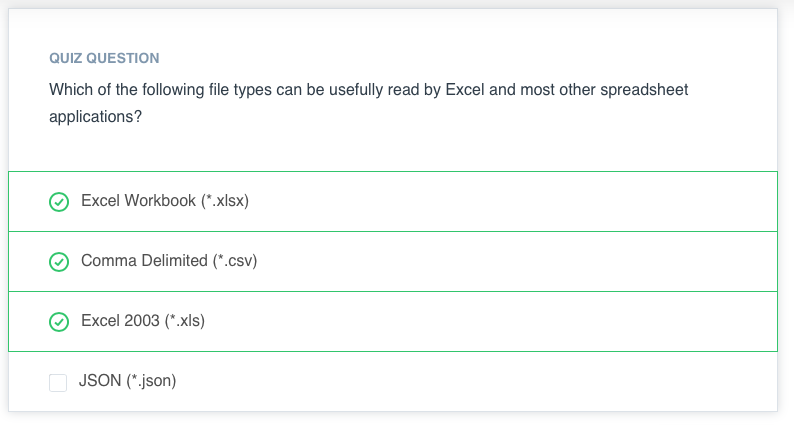 QUIZ QUESTION
Which of the following file types can be usefully read by Excel and most other spreadsheet
applications?
Excel Workbook (*.xlsx)
Comma Delimited (*.csv)
Excel 2003 (*.xls)
JSON (*.json)